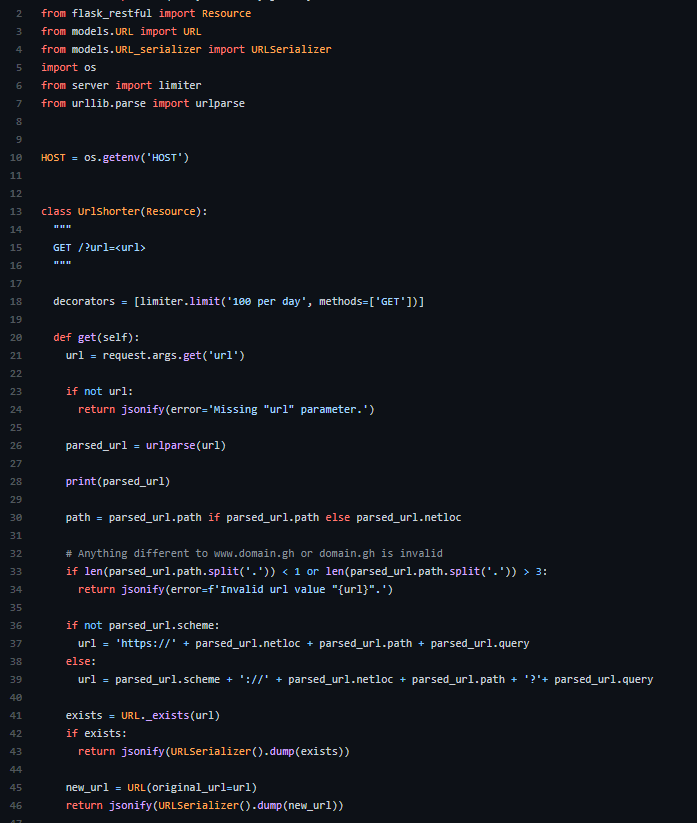 2 from flask_restful import Resource
3 from models.URL import URL
4 from models.URL_serializer import URLSerializer
5 import os
6 from server import limiter
7 from urllib.parse import urlparse
8
9
10 HOST = os.getenv('HOST')
11
12
13 class UrlShorter(Resource):
14   """
15   GET /?url=<url>
16   """
17
18   decorators = [limiter.limit('100 per day', methods=['GET'])]
19
20   def get(self):
21     url = request.args.get('url')
22
23     if not url:
24       return jsonify(error='Missing "url" parameter.')
25
26     parsed_url = urlparse(url)
27
28     print(parsed_url)
29
30     path = parsed_url.path if parsed_url.path else parsed_url.netloc
31
32     # Anything different to www.domain.gh or domain.gh is invalid
33     if len(parsed_url.path.split('.')) < 1 or len(parsed_url.path.split('.')) > 3:
34       return jsonify(error=f'Invalid url value "{url}".')
35
36     if not parsed_url.scheme:
37       url = 'https://' + parsed_url.netloc + parsed_url.path + parsed_url.query
38     else:
39       url = parsed_url.scheme + '://' + parsed_url.netloc + parsed_url.path + '?'+ parsed_url.query
40
41     exists = URL._exists(url)
42     if exists:
43       return jsonify(URLSerializer().dump(exists))
44
45     new_url = URL(original_url=url)
46     return jsonify(URLSerializer().dump(new_url))